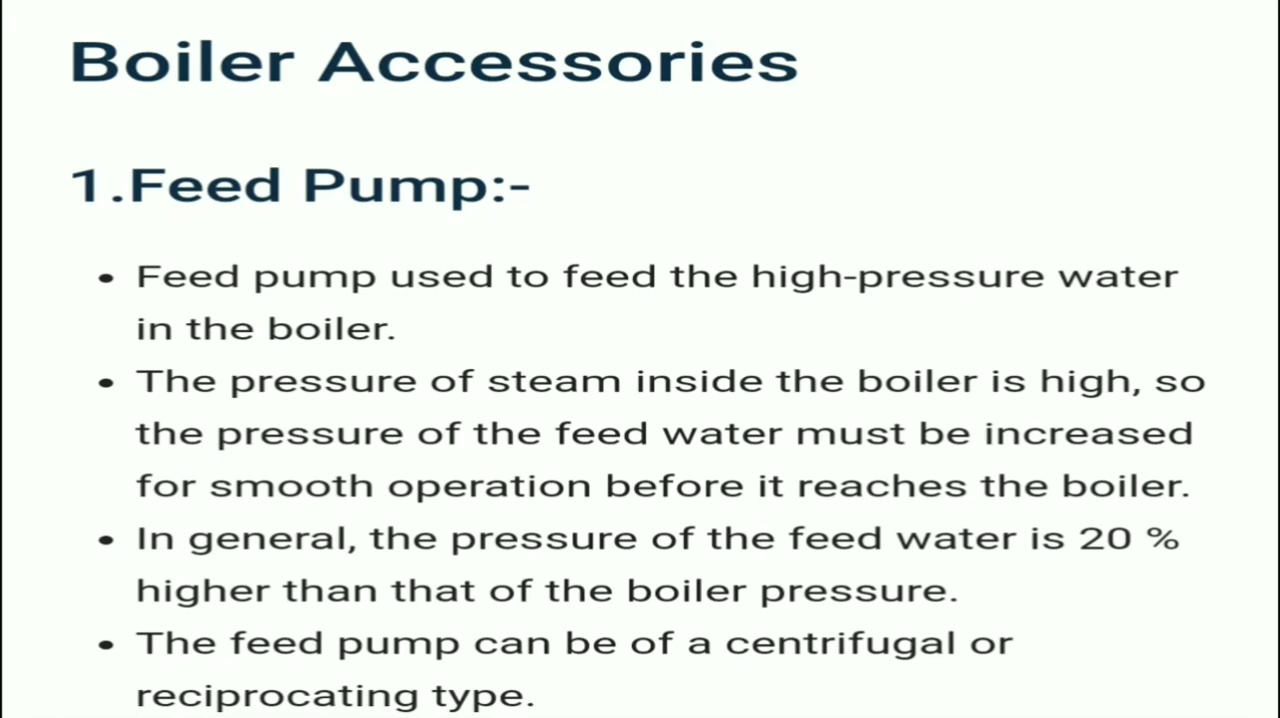 Boiler Accessories
1.Feed Pump:-
• Feed pump used to feed the high-pressure water
in the boiler.
• The pressure of steam inside the boiler is high, so
the pressure of the feed water must be increased
for smooth operation before it reaches the boiler.
• In general, the pressure of the feed water is 20 %
higher than that of the boiler pressure.
• The feed pump can be of a centrifugal or
reciprocating type.